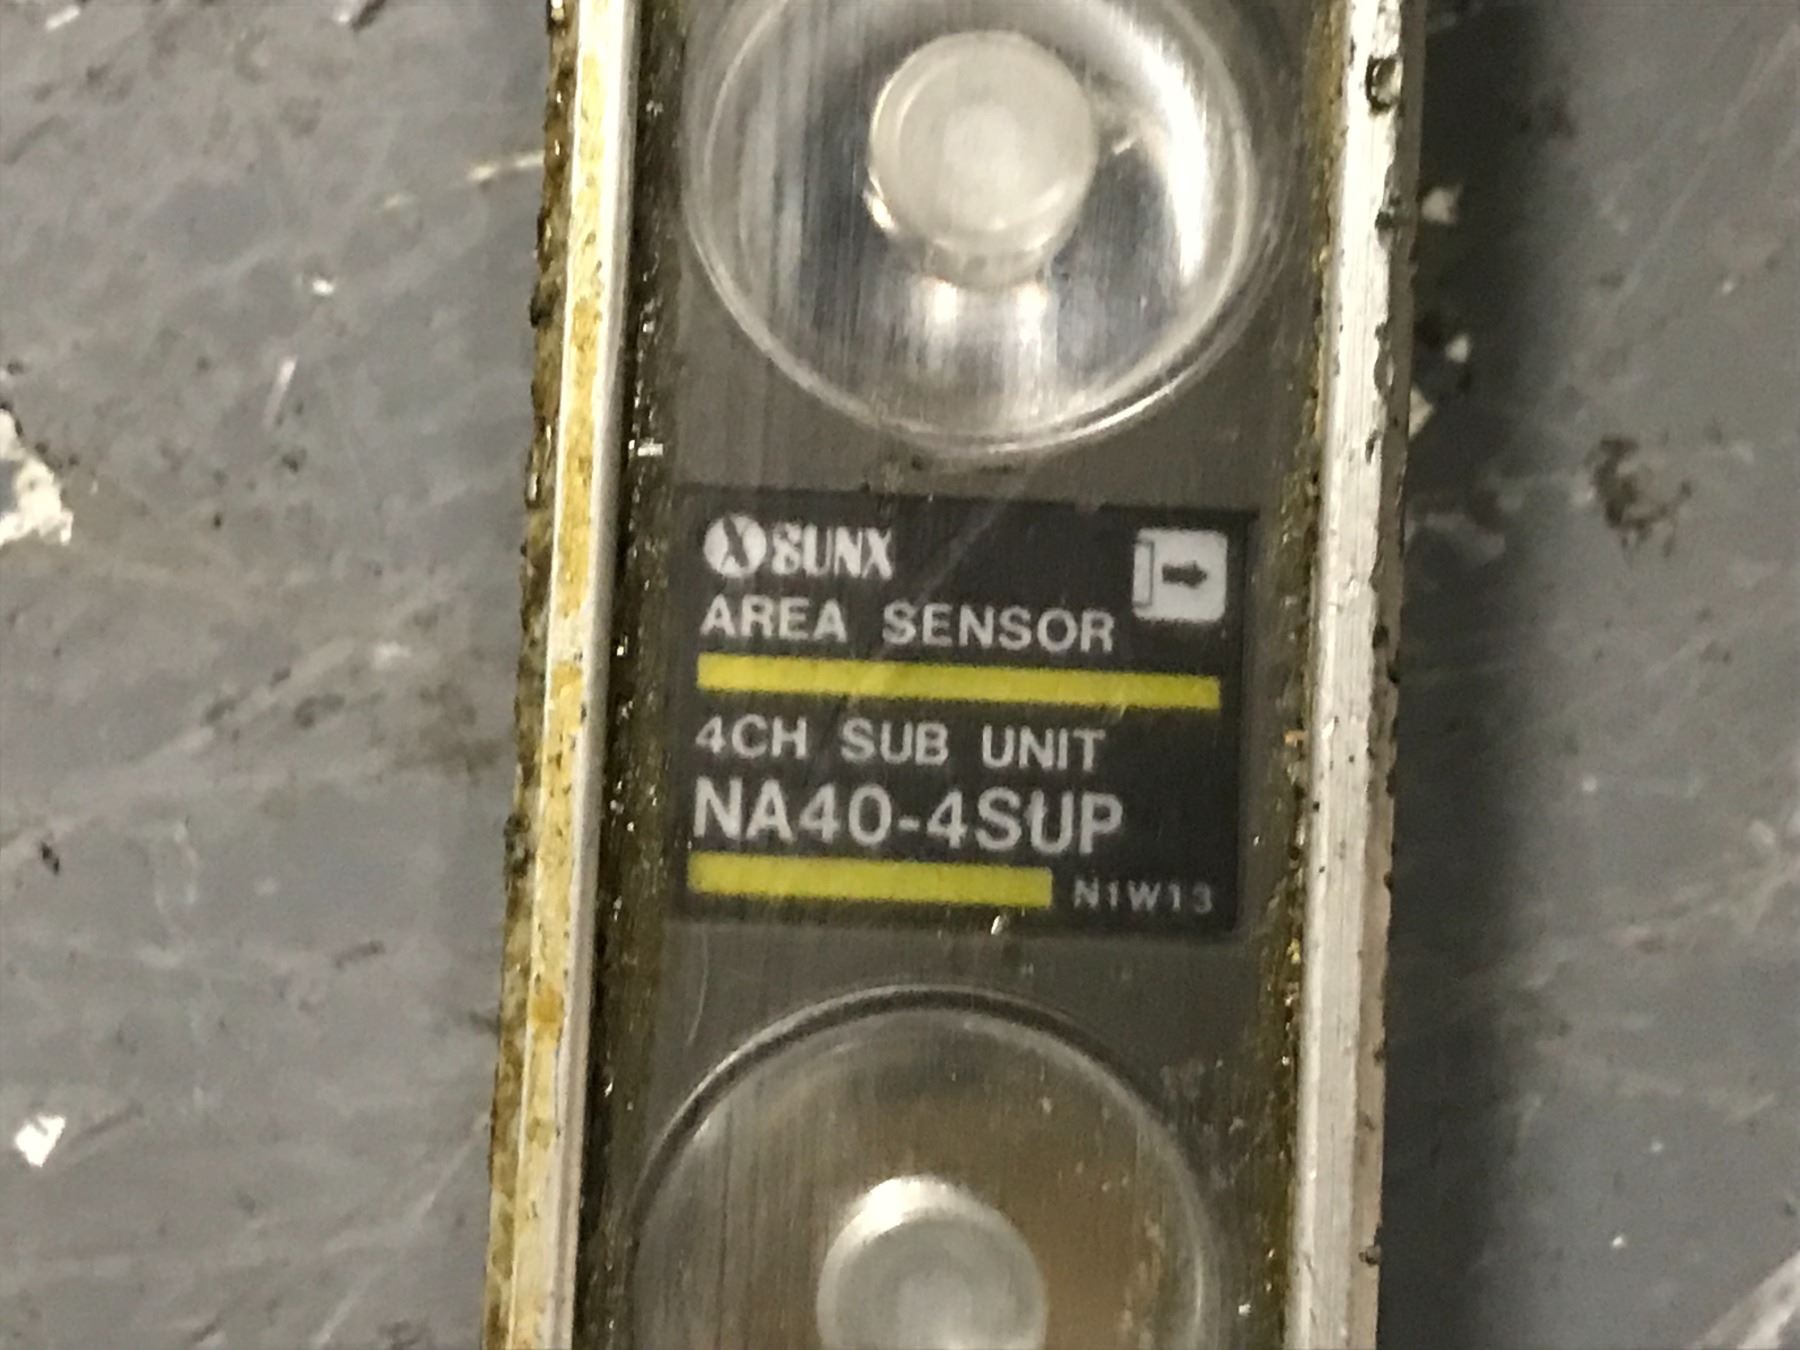 SUNX
AREA SENSOR
4CH SUB UNIT
NA40-4SUP
N1W13